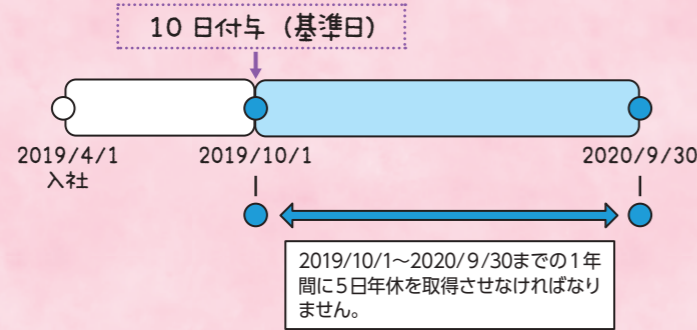 10 日付与（基準日）
2019/4/1
入社
2019/10/1
2020/9/30
2019/10/1～2020/9/30までの1年
間に5日年休を取得させなければなり
ません。